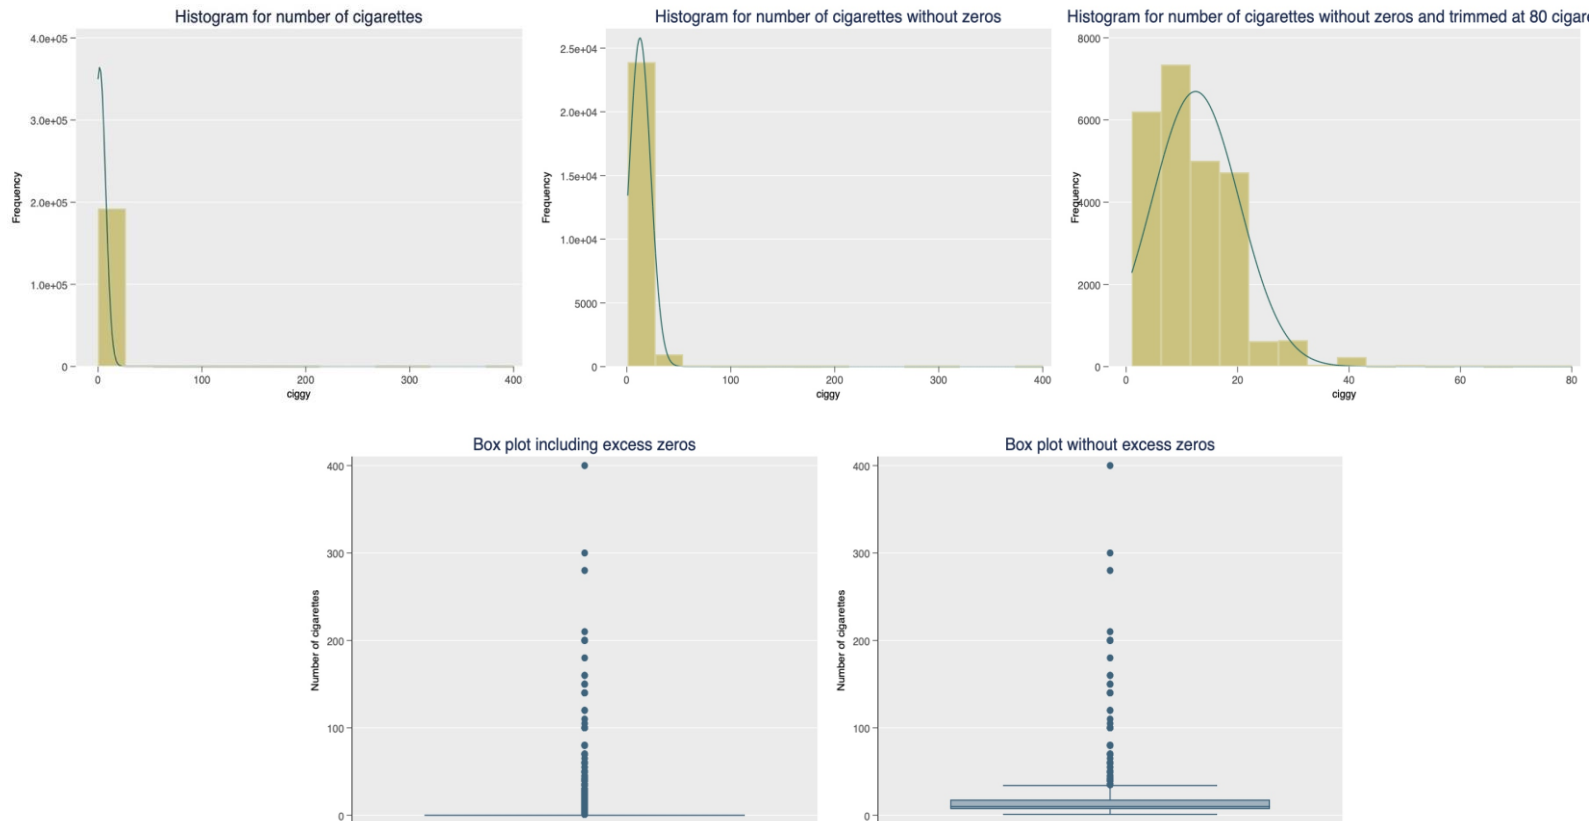 Histogram for number of cigarettes
4.0e+05
3.0e+05
2.0e+05
1.0e+05
0
Frequency
0 100 200 300 400
ciggy
Histogram for number of cigarettes without zeros
2.5e+04
2.0e+04
1.5e+04
1.0e+04
5000
0
Frequency
0 100 200 300 400
ciggy
Histogram for number of cigarettes without zeros and trimmed at 80 cigare
8000
6000
4000
2000
0
Frequency
0 20 40 60 80
ciggy
Box plot including excess zeros
400
300
200
100
0
Number of cigarettes
Box plot without excess zeros
400
300
200
100
0
Number of cigarettes